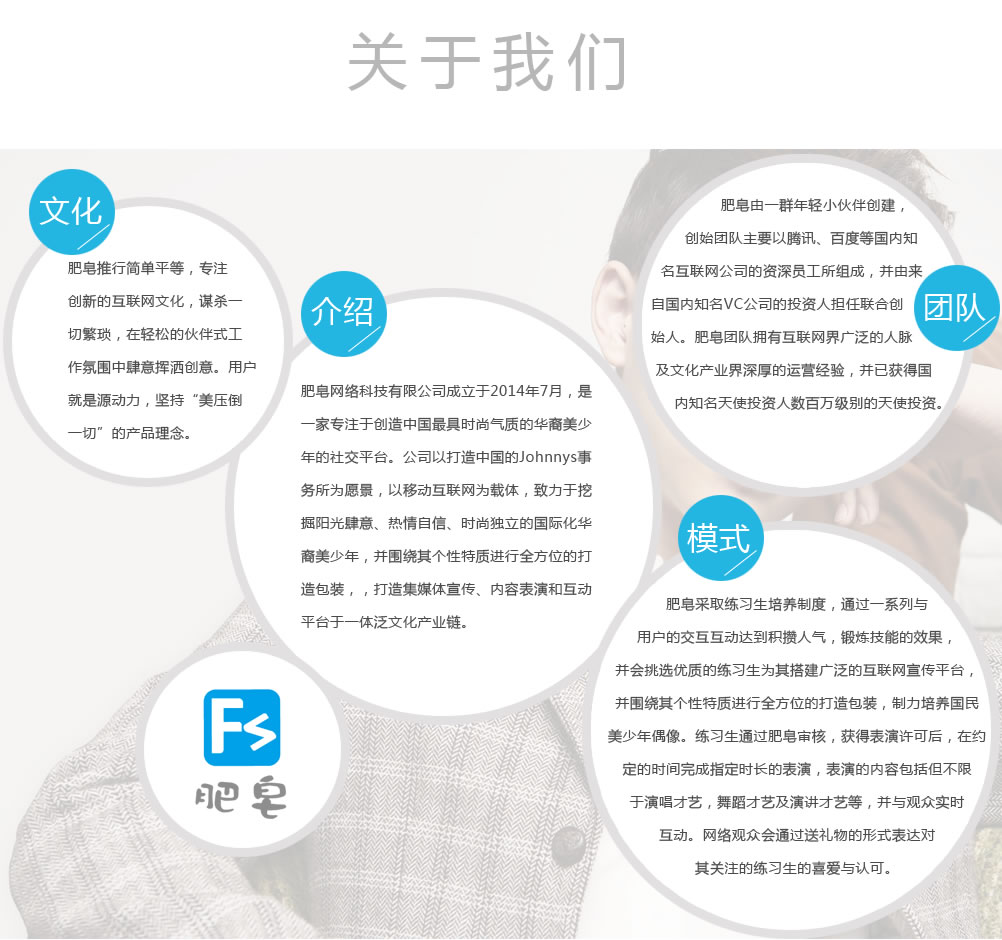 关于我们
文化
肥皂推行简单平等，专注
创新的互联网文化，谋杀一
切繁琐，在轻松的伙伴式工
作氛围中肆意挥洒创意。用户
就是源动力，坚持“美压倒
一切”的产品理念。
介绍
肥皂网络科技有限公司成立于2014年7月，是
一家专注于创造中国最具时尚气质的华裔美少
年的社交平台。公司以打造中国的Johnnys事
务所为愿景，以移动互联网为载体，致力于挖
掘阳光肆意、热情自信、时尚独立的国际化华
裔美少年，并围绕其个性特质进行全方位的打
造包装，，打造集媒体宣传、内容表演和互动
平台于一体泛文化产业链。
团队
肥皂由一群年轻小伙伴创建，
创始团队主要以腾讯、百度等国内知
名互联网公司的资深员工所组成，并由来
自国内知名VC公司的投资人担任联合创
始人。肥皂团队拥有互联网界广泛的人脉
及文化产业界深厚的运营经验，并已获得国
内知名天使投资人数百万级别的天使投资。
模式
肥皂采取练习生培养制度，通过一系列与
用户的交互互动达到积攒人气，锻炼技能的效果，
并会挑选优质的练习生为其搭建广泛的互联网宣传平台，
并围绕其个性特质进行全方位的打造包装，制力培养国民
美少年偶像。练习生通过肥皂审核，获得表演许可后，在约
定的时间完成指定时长的表演，表演的内容包括但不限
于演唱才艺，舞蹈才艺及演讲才艺等，并与观众实时
互动。网络观众会通过送礼物的形式表达对
其关注的练习生的喜爱与认可。
Fs
肥皂